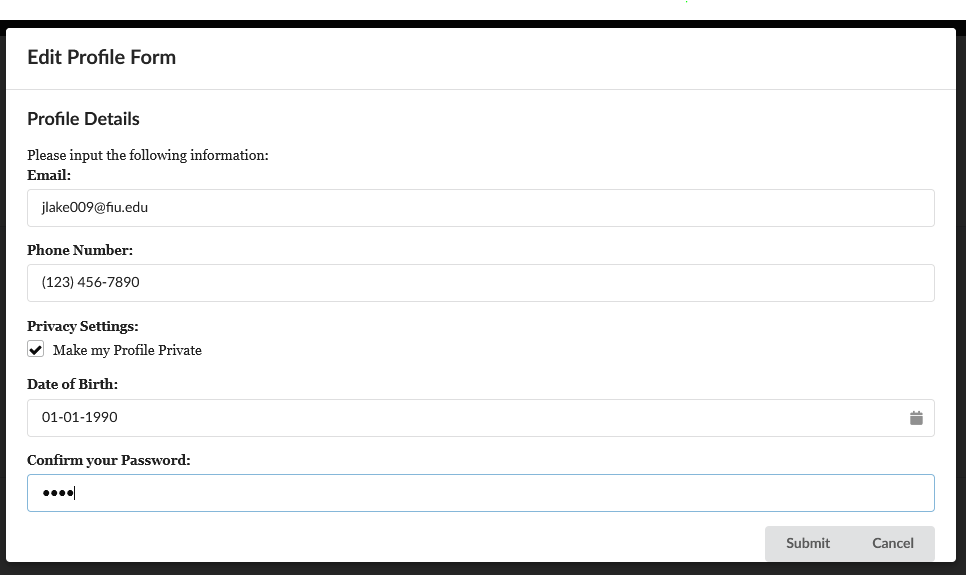 Edit Profile Form
Profile Details
Please input the following information:
Email:
jlake009@fiu.edu
Phone Number:
(123) 456-7890
Privacy Settings:
Make my Profile Private
Date of Birth:
01-01-1990
Confirm your Password:
••••
Submit Cancel